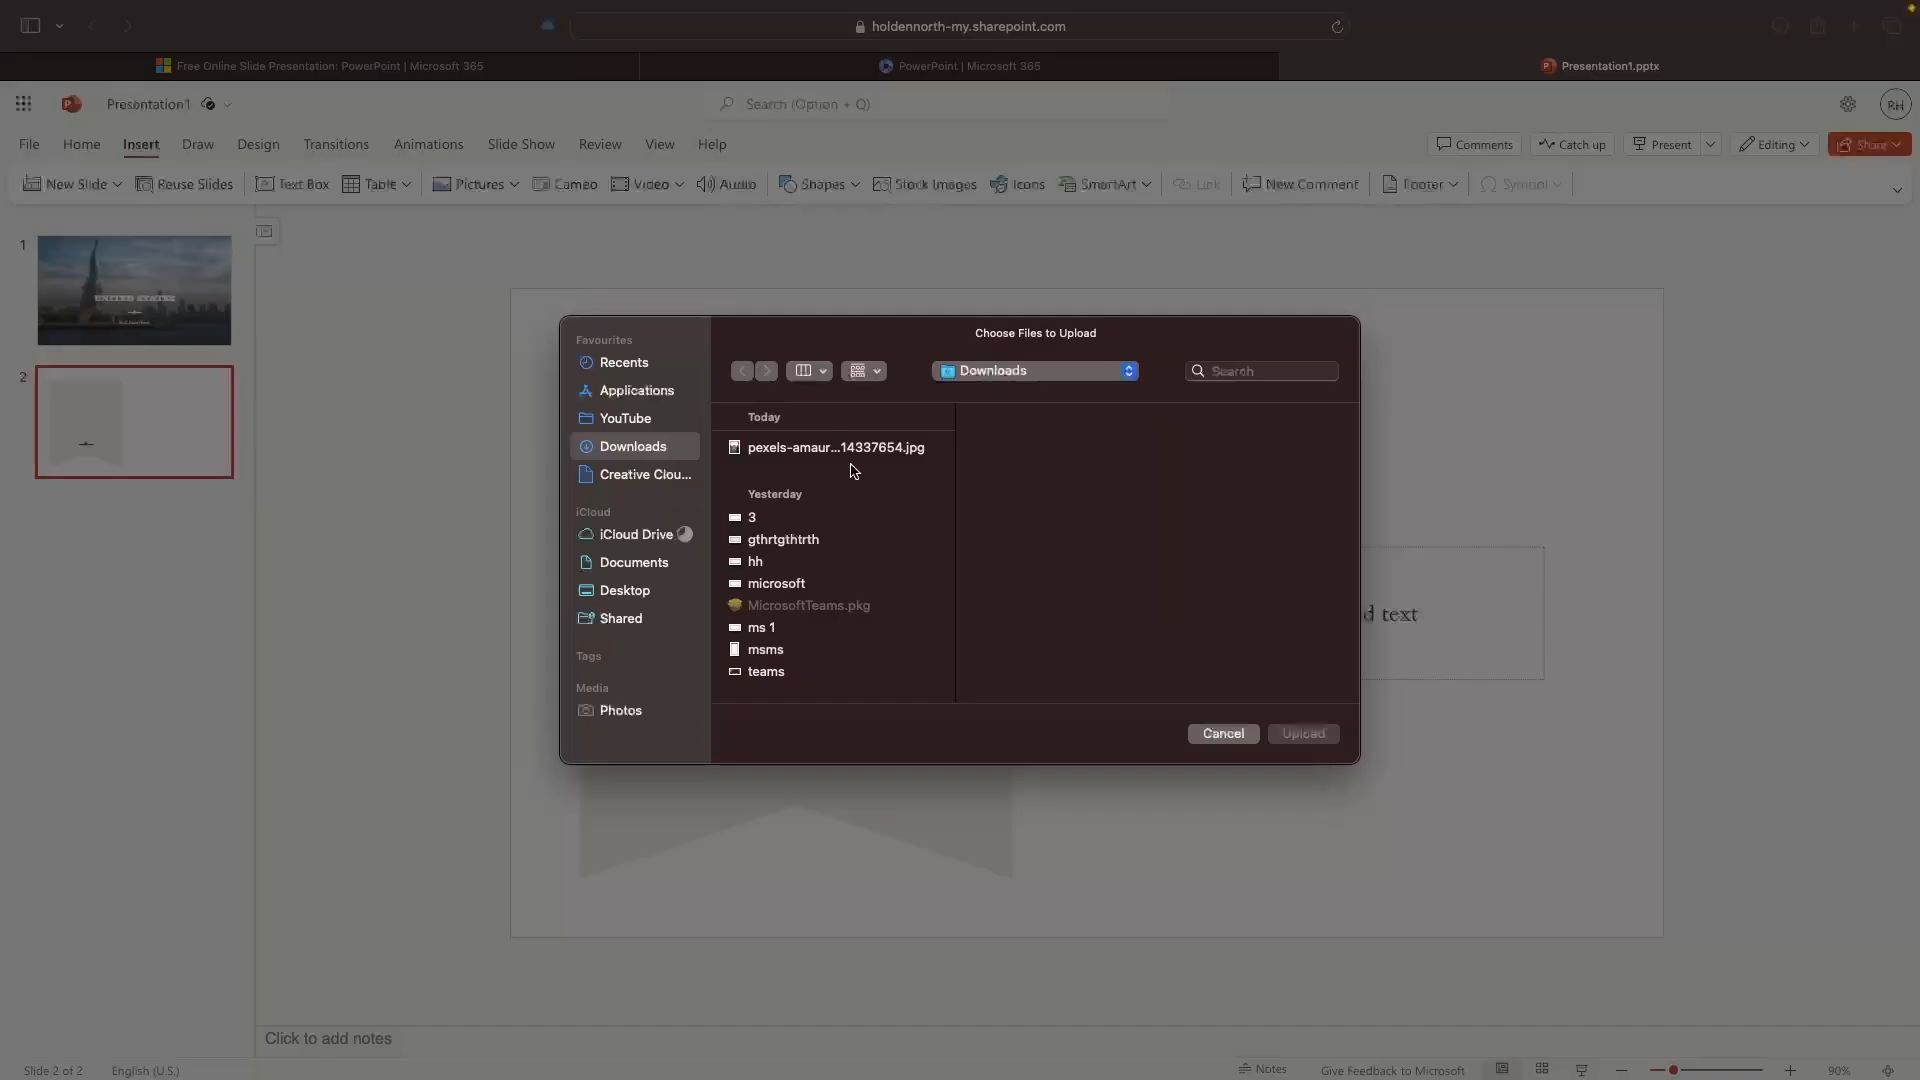 holdennorth-my.sharepoint.com
Free Online Slide Presentation: PowerPoint | Microsoft 365
PowerPoint | Microsoft 365
Presentation1.pptx
Presentation1
Search (Option + Q)
RH
File Home Insert Draw Design Transitions Animations Slide Show Review View Help
Comments Catch up Present Editing Share
New Slide Reuse Slides Text Box Table Pictures Cameo Video Audio Shapes Stock Images Icons SmartArt Link New Comment Footer Symbol
1
UNITED STATES
2
Choose Files to Upload
Favourites
Recents
Applications
YouTube
Downloads
Creative Clou...
iCloud
iCloud Drive
Documents
Desktop
Shared
Tags
Media
Photos
Downloads
Search
Today
pexels-amaur...14337654.jpg
Yesterday
3
gthrtgthtrth
hh
microsoft
MicrosoftTeams.pkg
ms 1
msms
teams
Cancel Upload
d text
Click to add notes
Slide 2 of 2 English (U.S.) Notes Give Feedback to Microsoft 90%